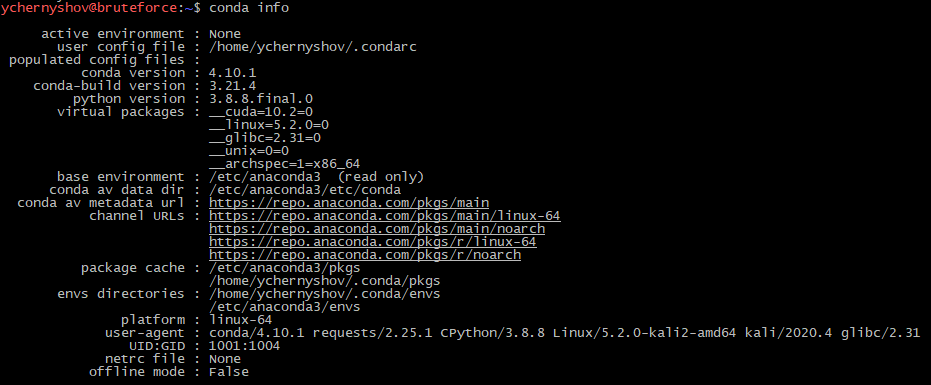 ychernyshov@bruteforce:~$ conda info
active environment : None
user config file : /home/ychernyshov/.condarc
populated config files :
conda version : 4.10.1
conda-build version : 3.21.4
python version : 3.8.8.final.0
virtual packages : __cuda=10.2=0
__linux=5.2.0=0
__glibc=2.31=0
__unix=0=0
__archspec=1=x86_64
base environment : /etc/anaconda3  (read only)
conda av data dir : /etc/anaconda3/etc/conda
conda av metadata url : https://repo.anaconda.com/pkgs/main
channel URLs : https://repo.anaconda.com/pkgs/main/linux-64
https://repo.anaconda.com/pkgs/main/noarch
https://repo.anaconda.com/pkgs/r/linux-64
https://repo.anaconda.com/pkgs/r/noarch
package cache : /etc/anaconda3/pkgs
/home/ychernyshov/.conda/pkgs
envs directories : /home/ychernyshov/.conda/envs
/etc/anaconda3/envs
platform : linux-64
user-agent : conda/4.10.1 requests/2.25.1 CPython/3.8.8 Linux/5.2.0-kali2-amd64 kali/2020.4 glibc/2.31
UID:GID : 1001:1004
netrc file : None
offline mode : False